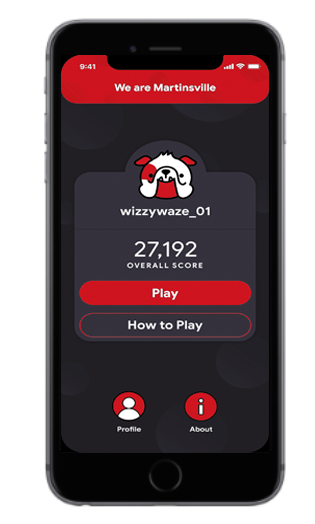 9:41
We are Martinsville
wizzywaze_01
27,192
OVERALL SCORE
Play
How to Play
Profile
About